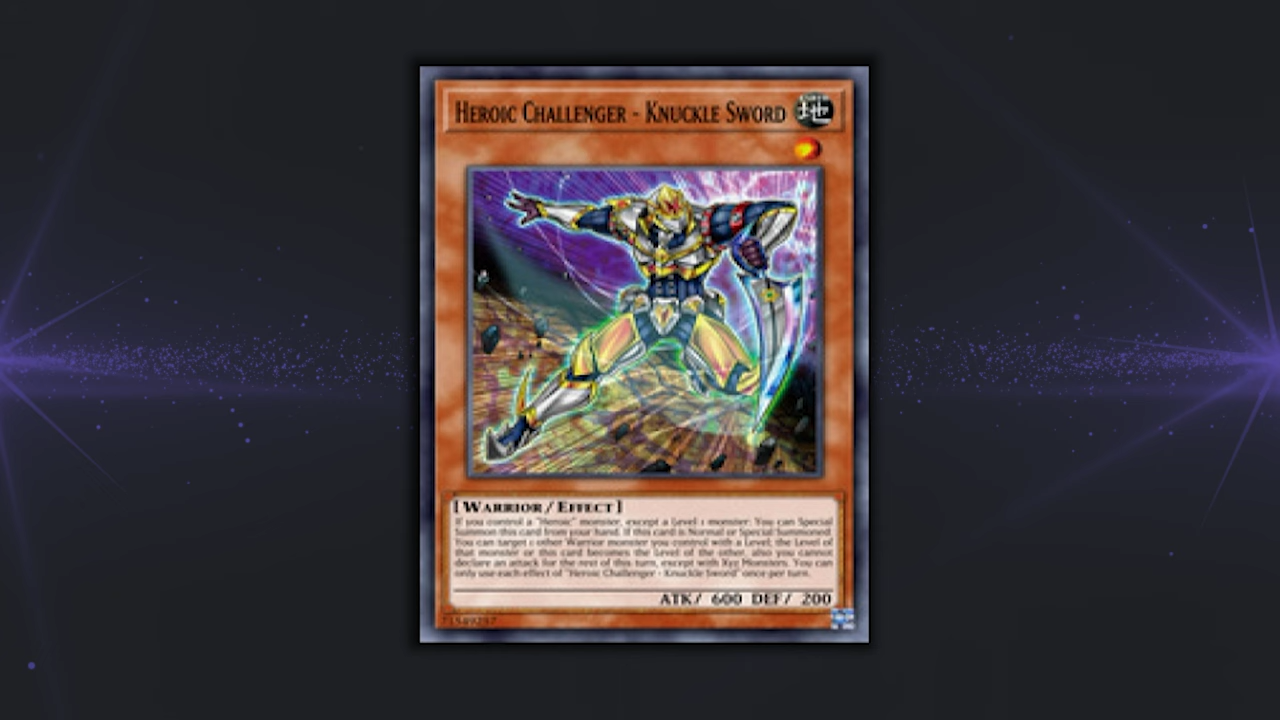 HEROIC CHALLENGER - KNUCKLE SWORD
地
[WARRIOR/EFFECT]
If you control a "Heroic" monster, except a Level 1 monster: You can Special
Summon this card from your hand. If this card is Normal or Special Summoned:
You can target 1 other Warrior monster you control with a Level; the Level of
that monster or this card becomes the Level of the other, also you cannot
declare an attack for the rest of this turn, except with Xyz Monsters. You can
only use each effect of "Heroic Challenger - Knuckle Sword" once per turn.
ATK/ 600 DEF/ 200